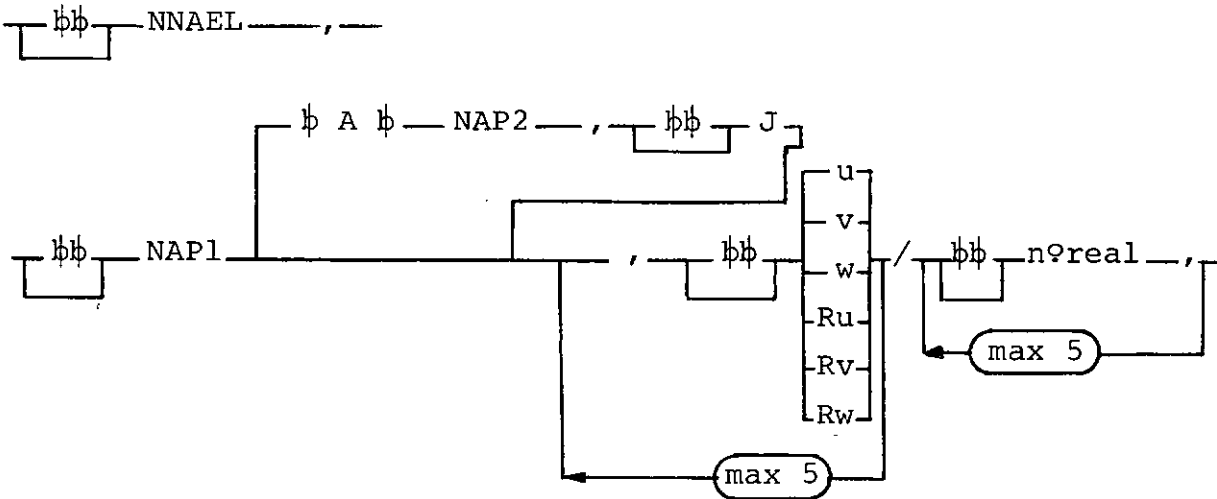 ƀƀ NNAEL ,
ƀ A ƀ NAP2 , ƀƀ J
u
v
ƀƀ NAP1 , ƀƀ w / ƀƀ nºreal ,
Ru
max 5
Rv
Rw
max 5